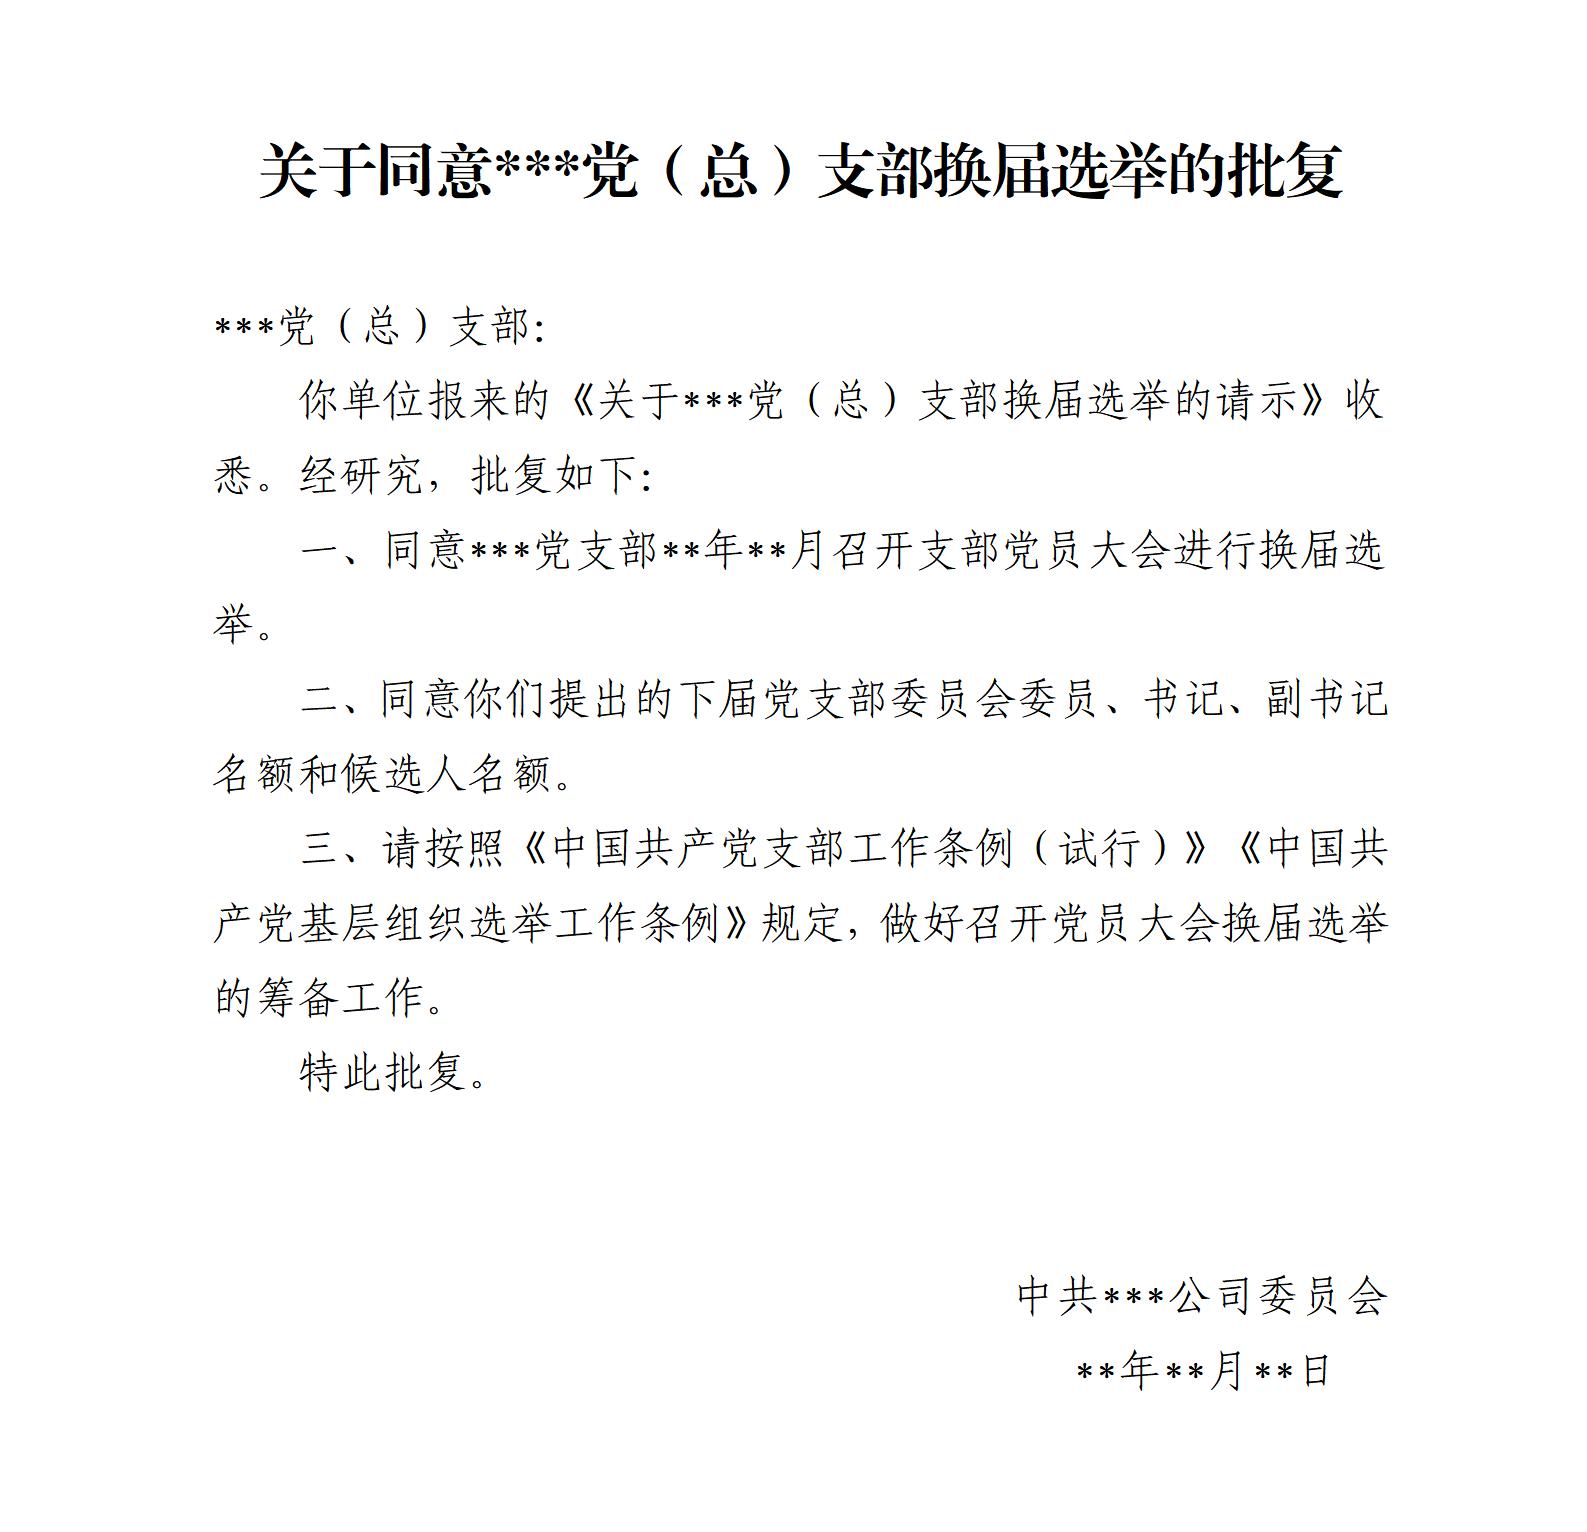 关于同意***党（总）支部换届选举的批复
***党（总）支部：
你单位报来的《关于***党（总）支部换届选举的请示》收
悉。经研究，批复如下：
一、同意***党支部**年**月召开支部党员大会进行换届选
举。
二、同意你们提出的下届党支部委员会委员、书记、副书记
名额和候选人名额。
三、请按照《中国共产党支部工作条例（试行）》《中国共
产党基层组织选举工作条例》规定，做好召开党员大会换届选举
的筹备工作。
特此批复。
中共***公司委员会
**年**月**日